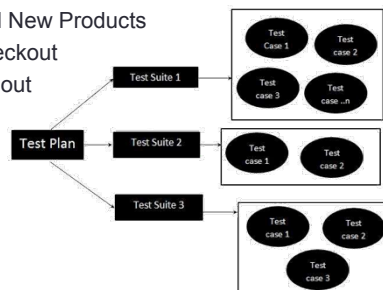 New Products
out
Test Plan
Test Suite 1
Test
Case 1
Test
case 2
Test
case 3
Test
case ..n
Test Suite 2
Test
case 1
Test
case 2
Test Suite 3
Test
case 1
Test
case 2
Test
case 3